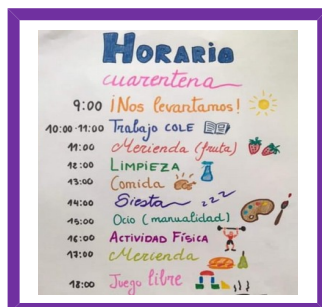 HORARIO
cuarentena
9:00 ¡Nos levantamos!
10:00-11:00 Trabajo COLE
11:00 Merienda (fruta)
12:00 LIMPIEZA
13:00 Comida
14:00 Siesta zzz
15:00 Ocio (manualidad)
16:00 ACTIVIDAD FÍSICA
17:00 Merienda
18:00 Juego libre